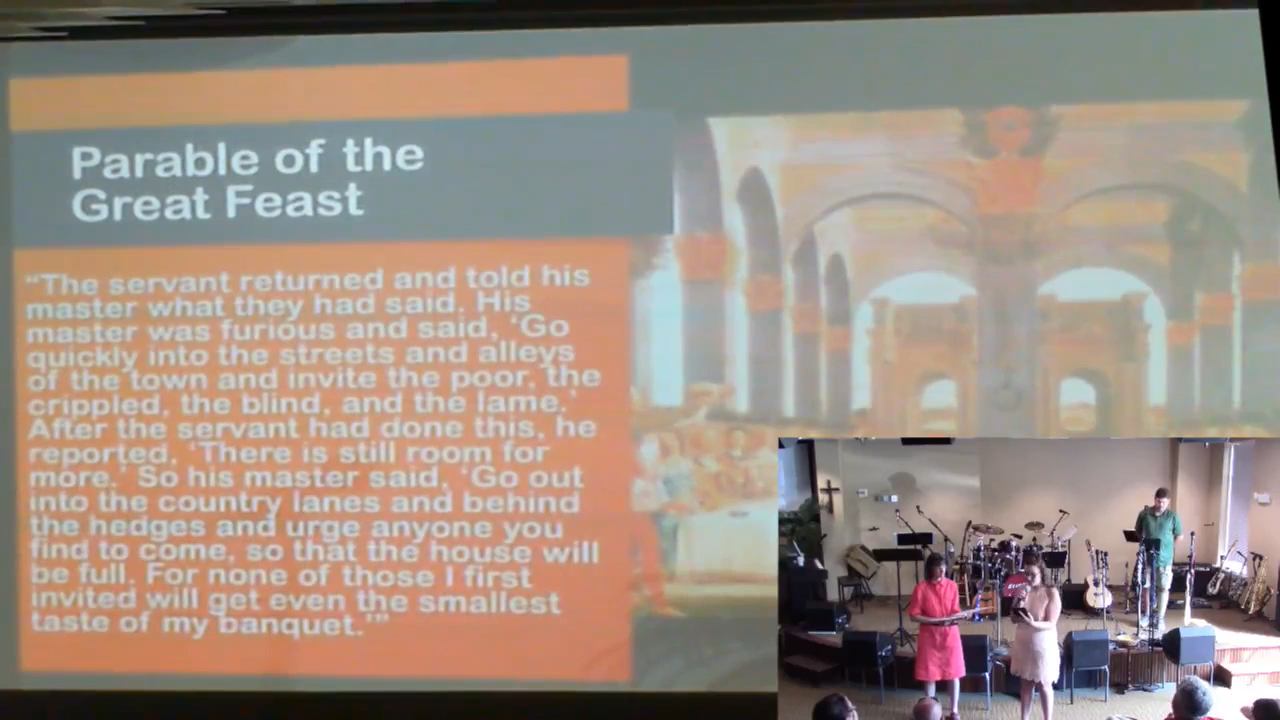 Parable of the
Great Feast
“The servant returned and told his
master what they had said. His
master was furious and said, ‘Go
quickly into the streets and alleys
of the town and invite the poor, the
crippled, the blind, and the lame.’
After the servant had done this, he
reported, ‘There is still room for
more.’ So his master said, ‘Go out
into the country lanes and behind
the hedges and urge anyone you
find to come, so that the house will
be full. For none of those I first
invited will get even the smallest
taste of my banquet.’”